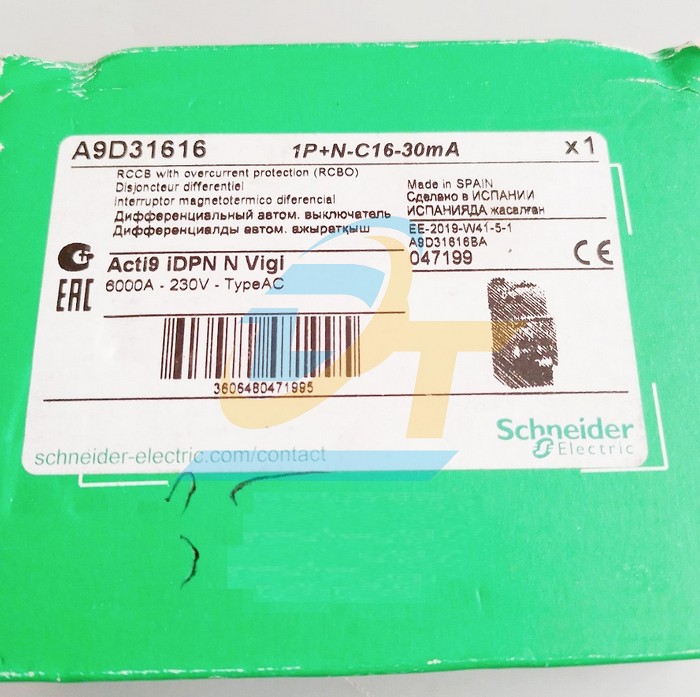 A9D31616 1P+N-C16-30mA x1
RCCB with overcurrent protection (RCBO)
Disjoncteur differentiel
Interruptor magnetotermico diferencial
Дифференциальный автом. выключатель
Дифференциалды автом. ажыратқыш
Made in SPAIN
Сделано в ИСПАНИИ
ИСПАНИЯДА жасалған
EE-2019-W41-5-1
A9D31616BA
047199
CE
EAC
Acti9 iDPN N Vigi
6000A - 230V - TypeAC
3606480471995
Schneider
Electric
schneider-electric.com/contact